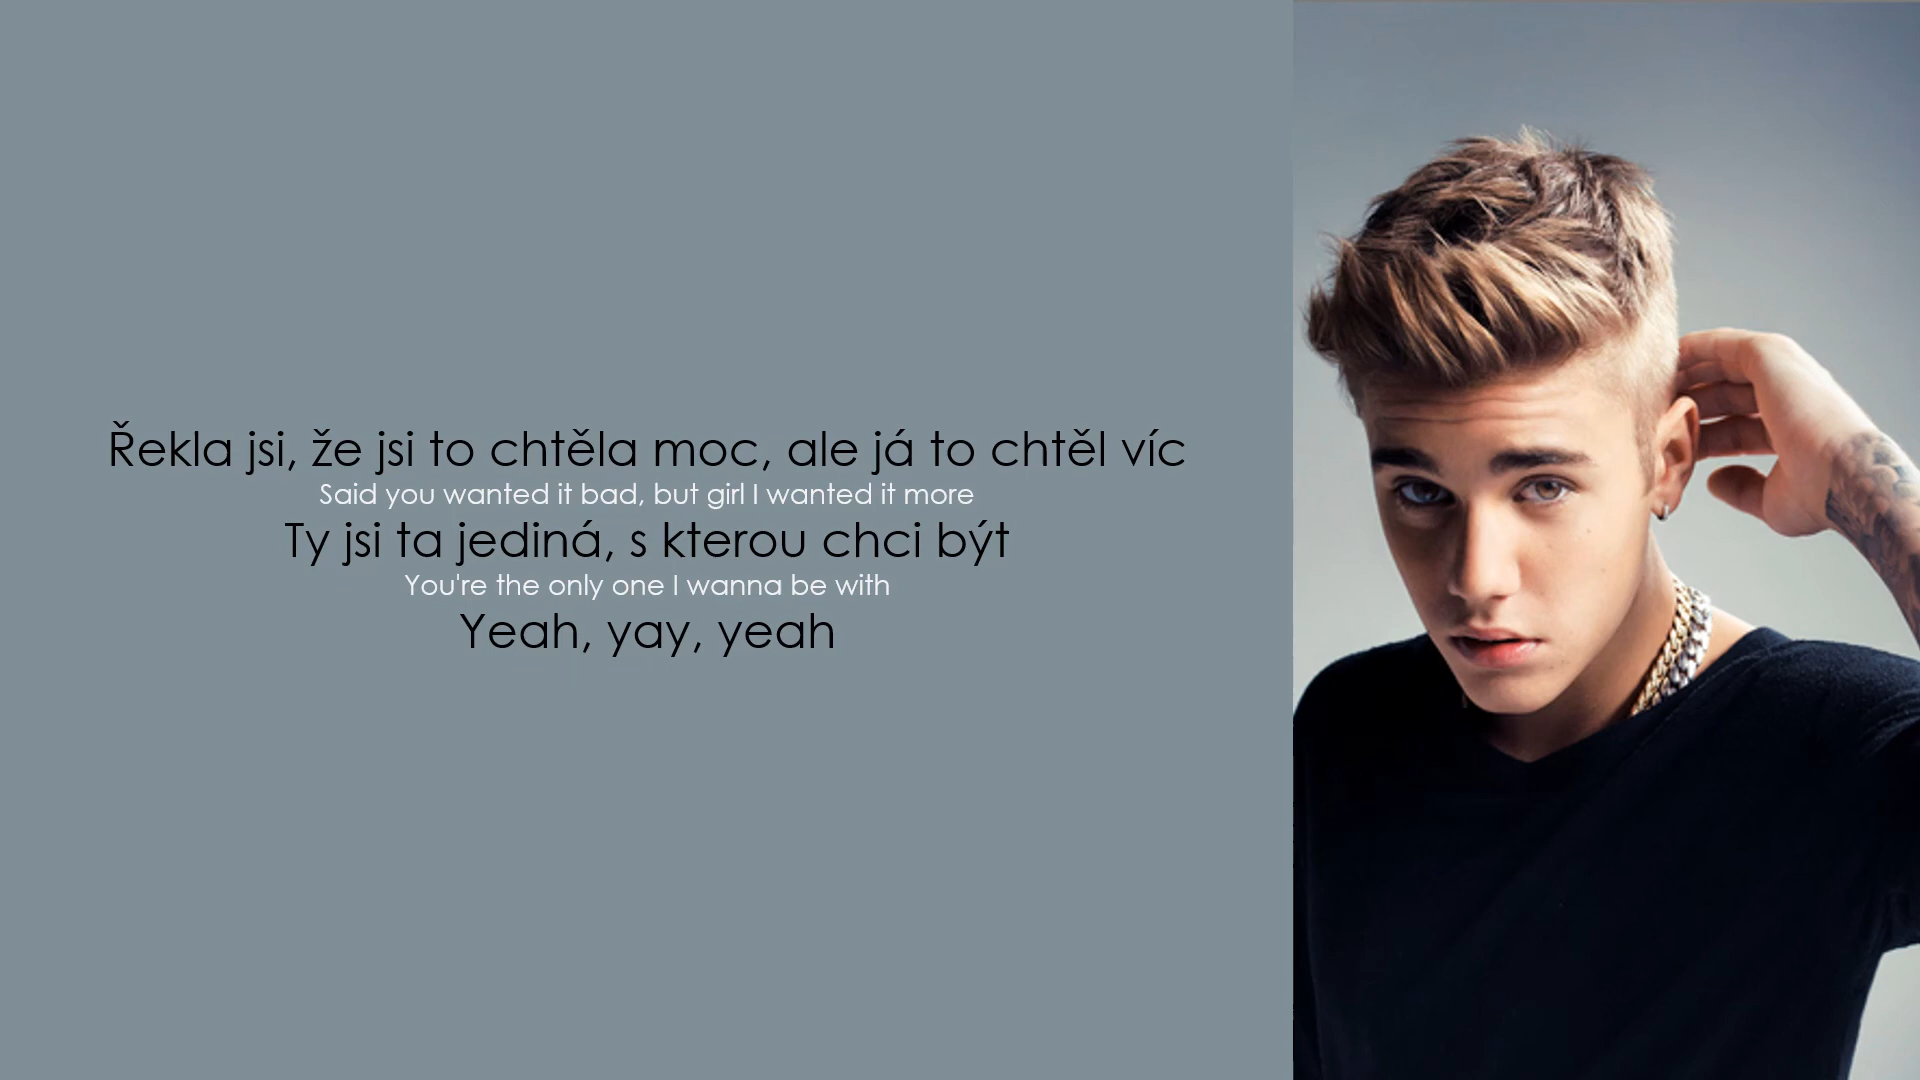 Řekla jsi, že jsi to chtěla moc, ale já to chtěl víc
Said you wanted it bad, but girl I wanted it more
Ty jsi ta jediná, s kterou chci být
You're the only one I wanna be with
Yeah, yay, yeah